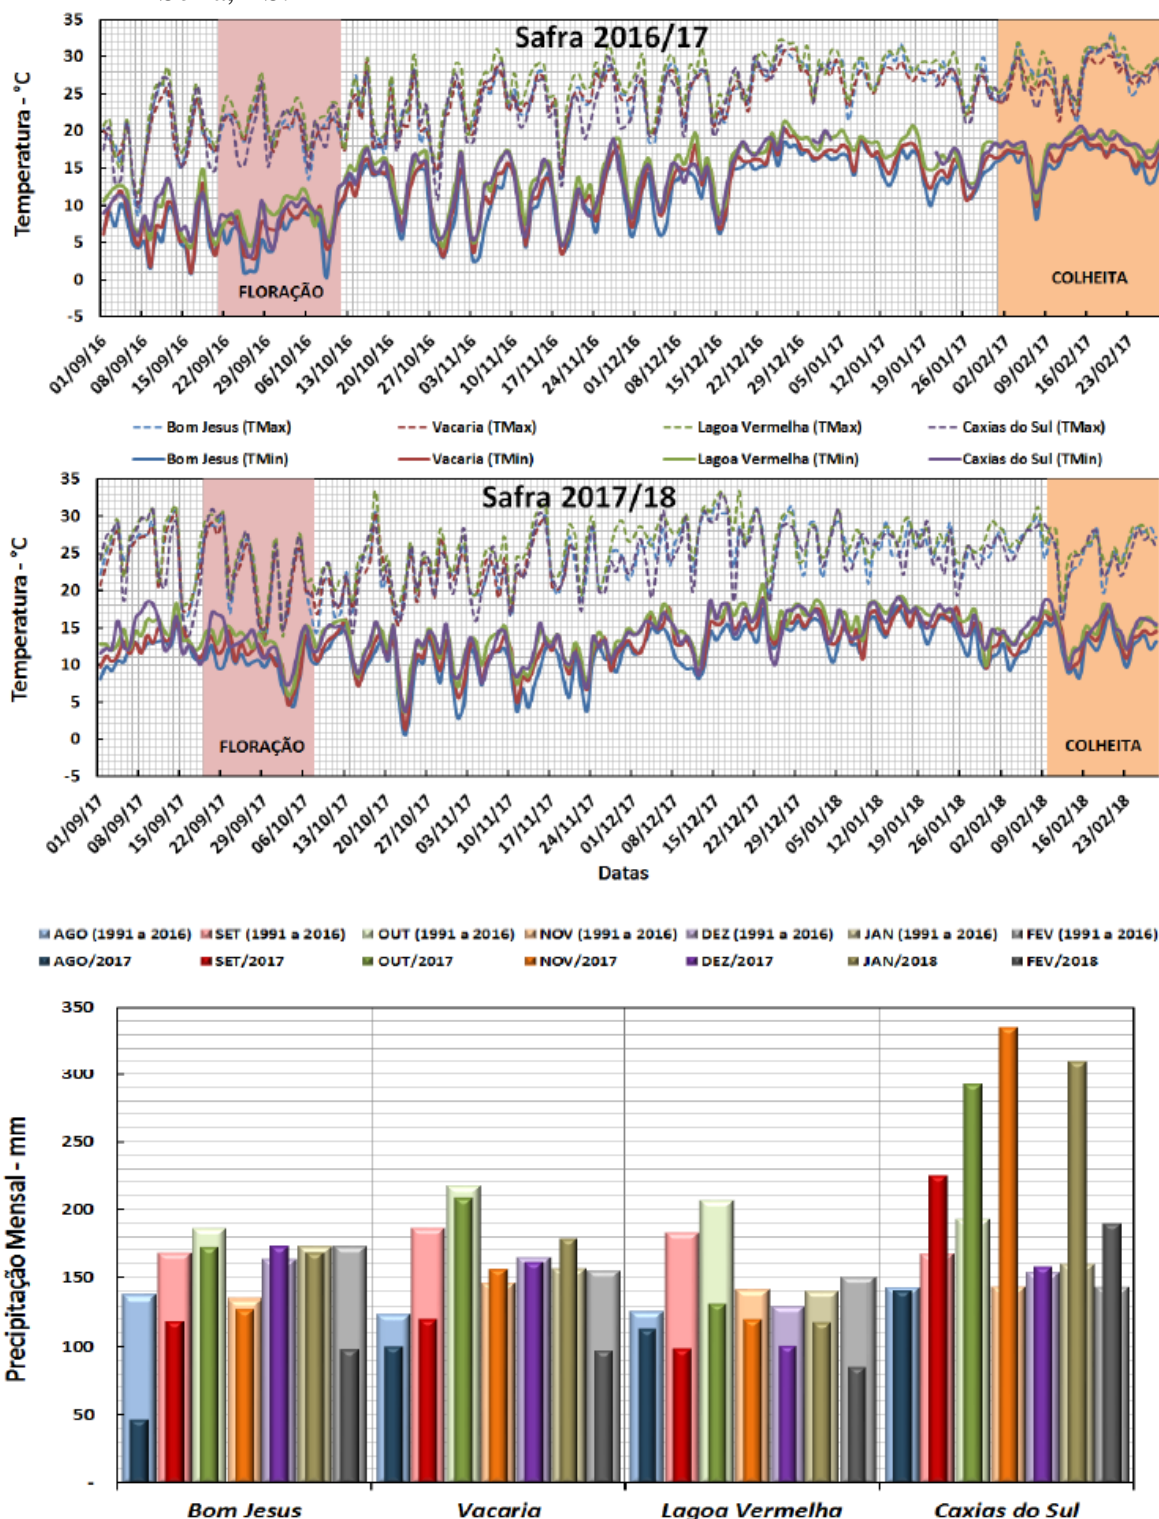 35
Safra 2016/17
30
25
20
15
10
5
0
-5
Temperatura - °C
FLORAÇÃO
COLHEITA
01/09/16 08/09/16 15/09/16 22/09/16 29/09/16 06/10/16 13/10/16 20/10/16 27/10/16 03/11/16 10/11/16 17/11/16 24/11/16 01/12/16 08/12/16 15/12/16 22/12/16 29/12/16 05/01/17 12/01/17 19/01/17 26/01/17 02/02/17 09/02/17 16/02/17 23/02/17
Bom Jesus (TMax) Vacaria (TMax) Lagoa Vermelha (TMax) Caxias do Sul (TMax)
Bom Jesus (TMin) Vacaria (TMin) Lagoa Vermelha (TMin) Caxias do Sul (TMin)
35
Safra 2017/18
30
25
20
15
10
5
0
-5
Temperatura - °C
FLORAÇÃO
COLHEITA
01/09/17 08/09/17 15/09/17 22/09/17 29/09/17 06/10/17 13/10/17 20/10/17 27/10/17 03/11/17 10/11/17 17/11/17 24/11/17 01/12/17 08/12/17 15/12/17 22/12/17 29/12/17 05/01/18 12/01/18 19/01/18 26/01/18 02/02/18 09/02/18 16/02/18 23/02/18
Datas
AGO (1991 a 2016) SET (1991 a 2016) OUT (1991 a 2016) NOV (1991 a 2016) DEZ (1991 a 2016) JAN (1991 a 2016) FEV (1991 a 2016)
AGO/2017 SET/2017 OUT/2017 NOV/2017 DEZ/2017 JAN/2018 FEV/2018
350
300
250
200
150
100
50
-
Precipitação Mensal - mm
Bom Jesus Vacaria Lagoa Vermelha Caxias do Sul